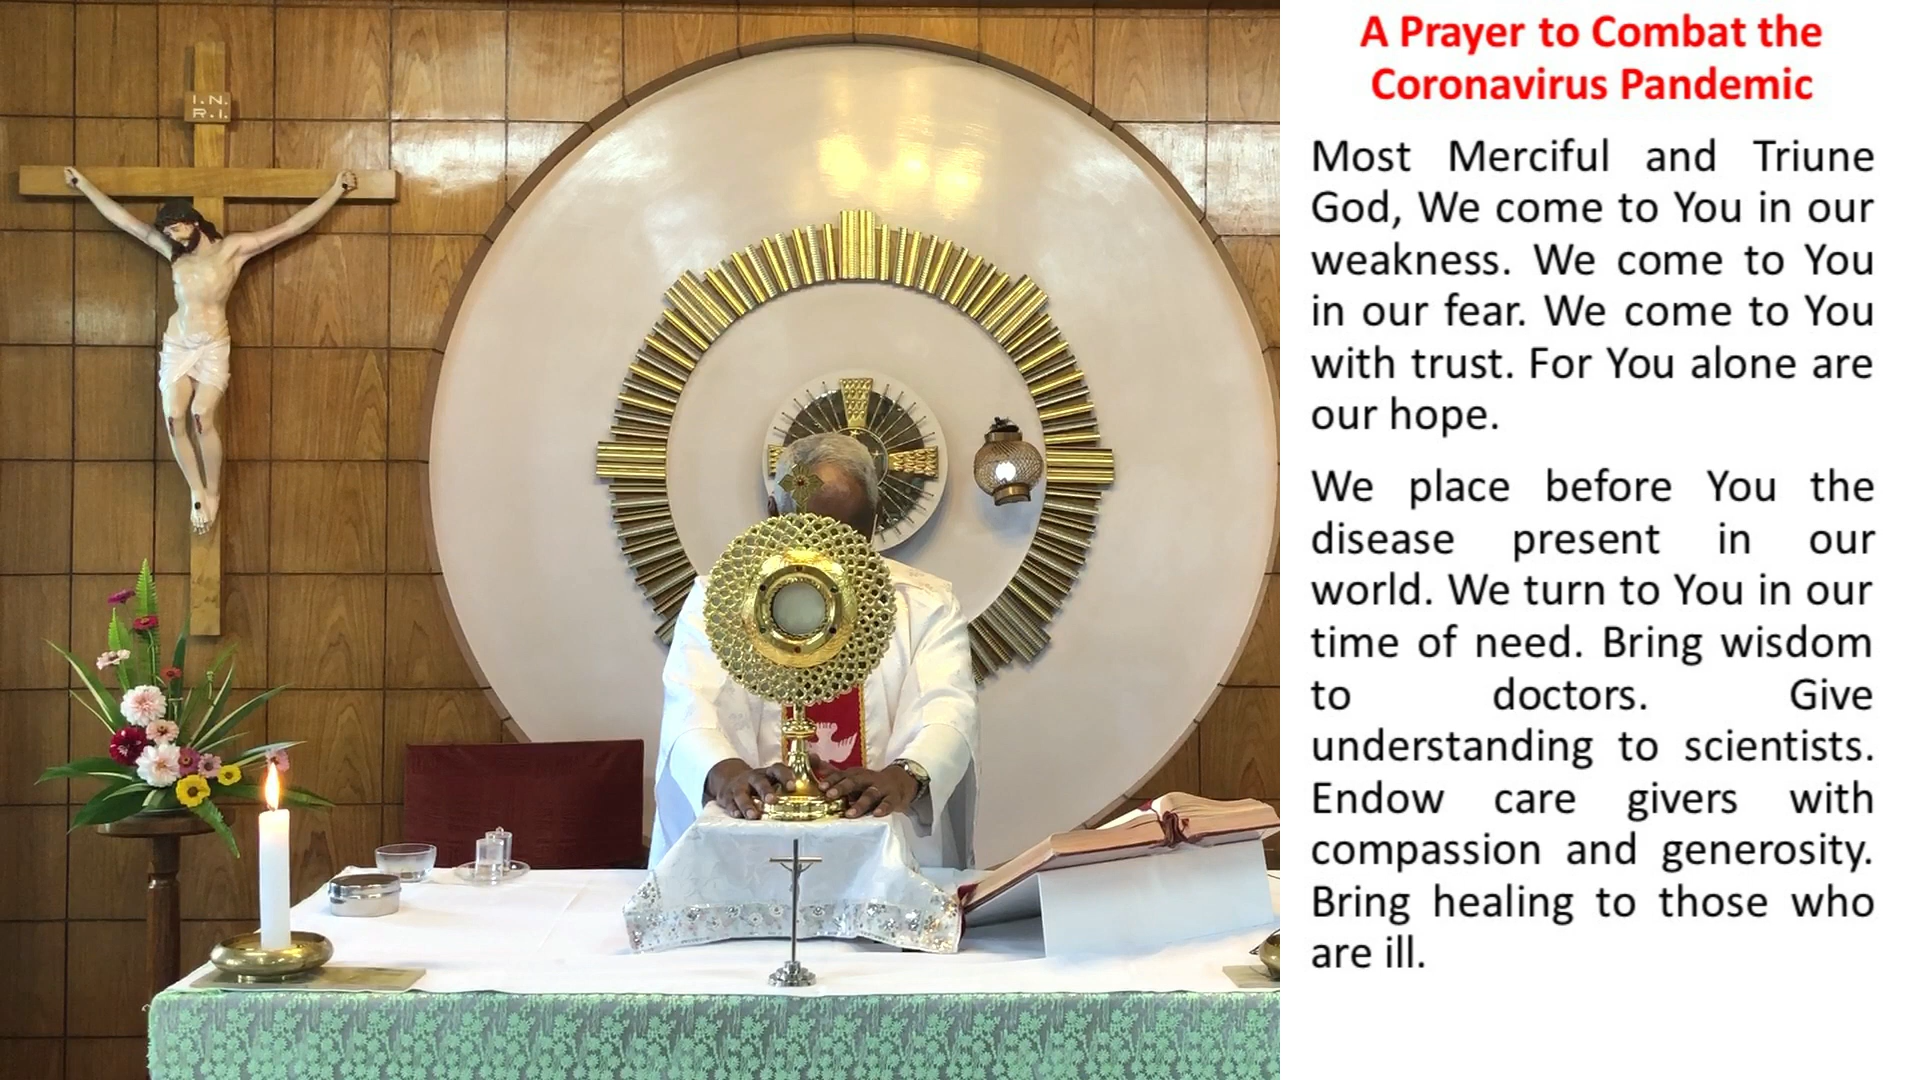 I.N.
R.I.
A Prayer to Combat the
Coronavirus Pandemic
Most Merciful and Triune
God, We come to You in our
weakness. We come to You
in our fear. We come to You
with trust. For You alone are
our hope.
We place before You the
disease present in our
world. We turn to You in our
time of need. Bring wisdom
to doctors. Give
understanding to scientists.
Endow care givers with
compassion and generosity.
Bring healing to those who
are ill.